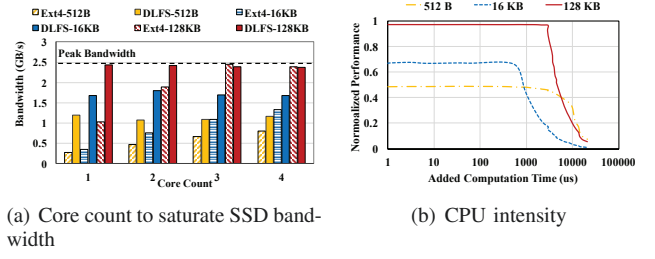 Ext4-512B DLFS-512B Ext4-16KB
DLFS-16KB Ext4-128KB DLFS-128KB
Bandwidth (GB/s)
3
2.5
2
1.5
1
0.5
0
Peak Bandwidth
1 2 3 4
Core Count
(a) Core count to saturate SSD band-
width
512 B 16 KB 128 KB
Normoalized Performance
1
0.8
0.6
0.4
0.2
0
1 10 100 1000 10000 100000
Added Computation Time (us)
(b) CPU intensity